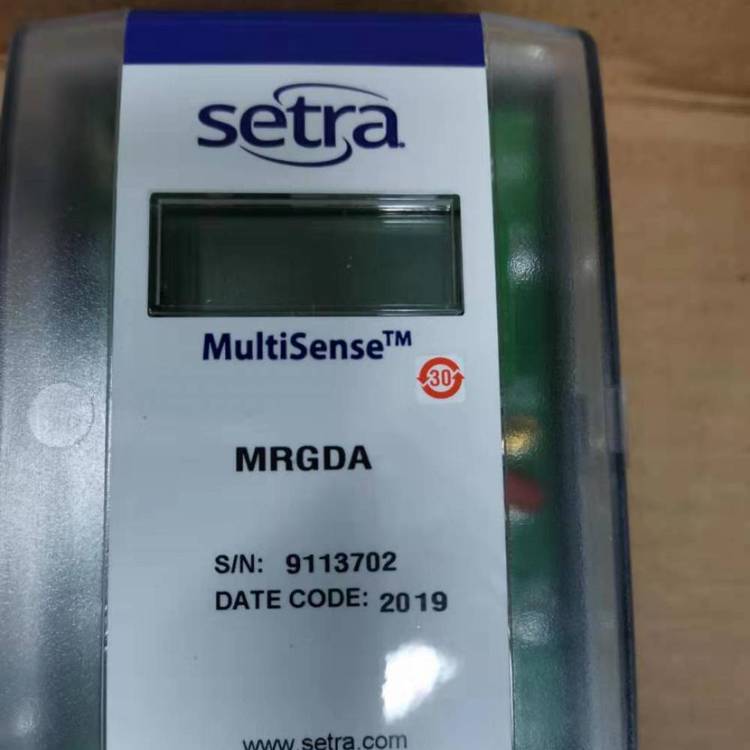 setra
MultiSense™
30
MRGDA
S/N: 9113702
DATE CODE: 2019
www.setra.com